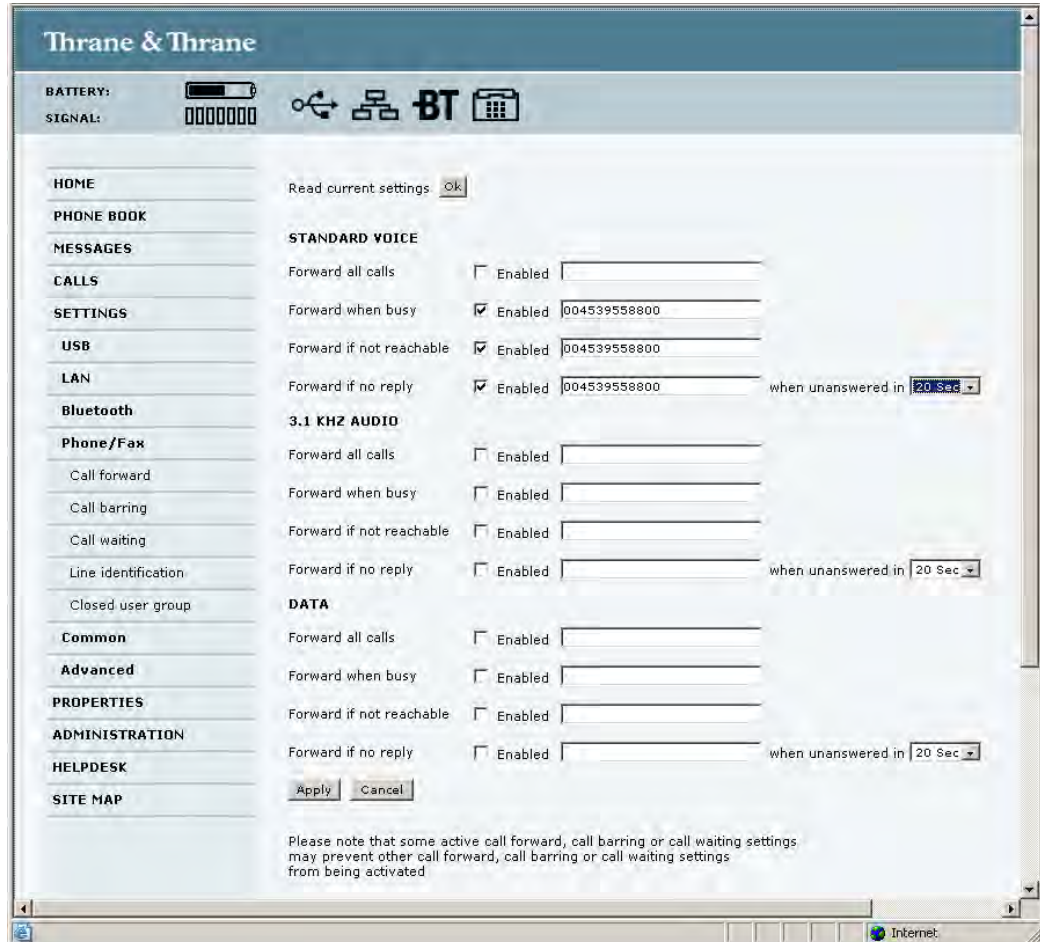 Thrane & Thrane
BATTERY:
SIGNAL:
BT
HOME
PHONE BOOK
MESSAGES
CALLS
SETTINGS
USB
LAN
Bluetooth
Phone/Fax
Call forward
Call barring
Call waiting
Line identification
Closed user group
Common
Advanced
PROPERTIES
ADMINISTRATION
HELPDESK
SITE MAP
Read current settings Ok
STANDARD VOICE
Forward all calls Enabled
Forward when busy Enabled 004539558800
Forward if not reachable Enabled 004539558800
Forward if no reply Enabled 004539558800 when unanswered in 20 Sec
3.1 KHZ AUDIO
Forward all calls Enabled
Forward when busy Enabled
Forward if not reachable Enabled
Forward if no reply Enabled when unanswered in 20 Sec
DATA
Forward all calls Enabled
Forward when busy Enabled
Forward if not reachable Enabled
Forward if no reply Enabled when unanswered in 20 Sec
Apply Cancel
Please note that some active call forward, call barring or call waiting settings
may prevent other call forward, call barring or call waiting settings
from being activated
Internet